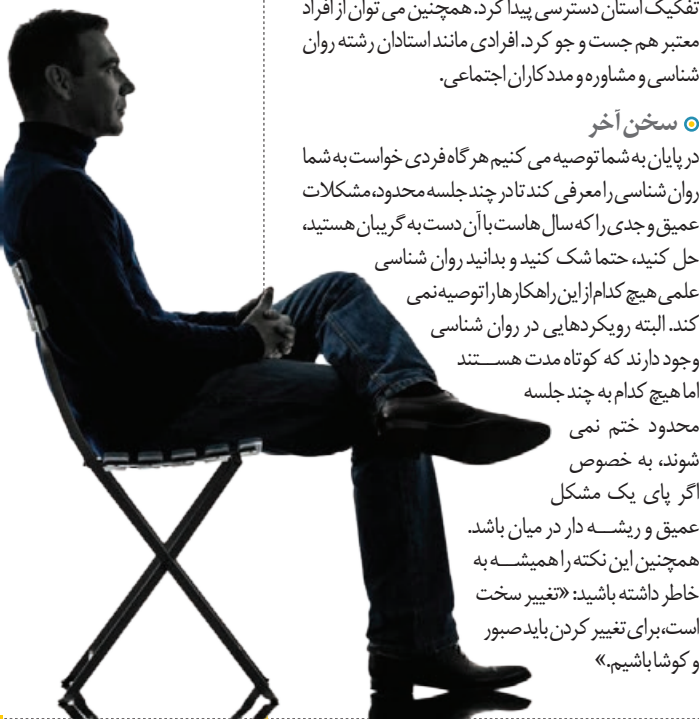 تفکیک استان دسترسی پیدا کرد. همچنین می توان از افراد
معتبر هم جست و جو کرد. افرادی مانند استادان رشته روان
شناسی و مشاوره و مددکاران اجتماعی.
سخن آخر
در پایان به شما توصیه می کنیم هر گاه فردی خواست به شما
روان شناسی را معرفی کند تا در چند جلسه محدود، مشکلات
عمیق و جدی را که سال هاست با آن دست به گریبان هستید،
حل کنید، حتما شک کنید و بدانید روان شناسی
علمی هیچ کدام از این راهکارها را توصیه نمی
کند. البته رویکردهایی در روان شناسی
وجود دارند که کوتاه مدت هستند
اما هیچ کدام به چند جلسه
محدود ختم نمی
شوند، به خصوص
اگر پای یک مشکل
عمیق و ریشه دار در میان باشد.
همچنین این نکته را همیشه به
خاطر داشته باشید: «تغییر سخت
است، برای تغییر کردن باید صبور
و کوشا باشیم.»